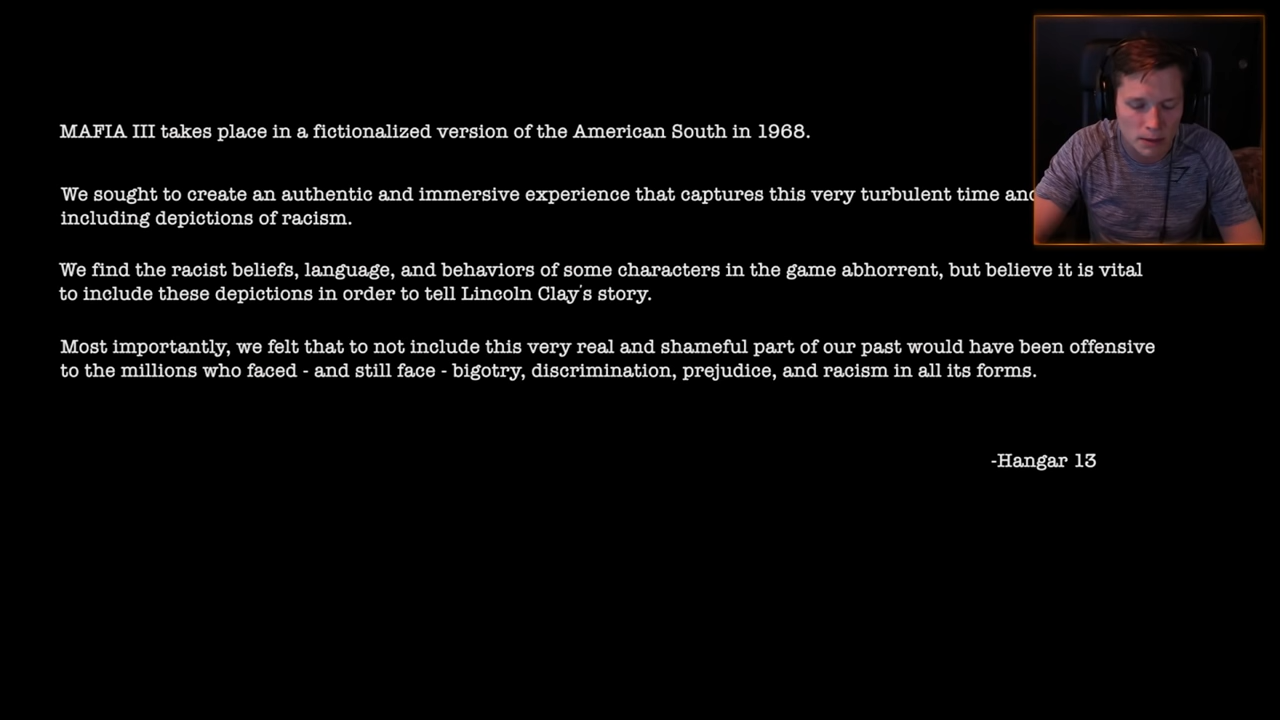 MAFIA III takes place in a fictionalized version of the American South in 1968.
We sought to create an authentic and immersive experience that captures this very turbulent time and
including depictions of racism.
We find the racist beliefs, language, and behaviors of some characters in the game abhorrent, but believe it is vital
to include these depictions in order to tell Lincoln Clay's story.
Most importantly, we felt that to not include this very real and shameful part of our past would have been offensive
to the millions who faced - and still face - bigotry, discrimination, prejudice, and racism in all its forms.
-Hangar 13